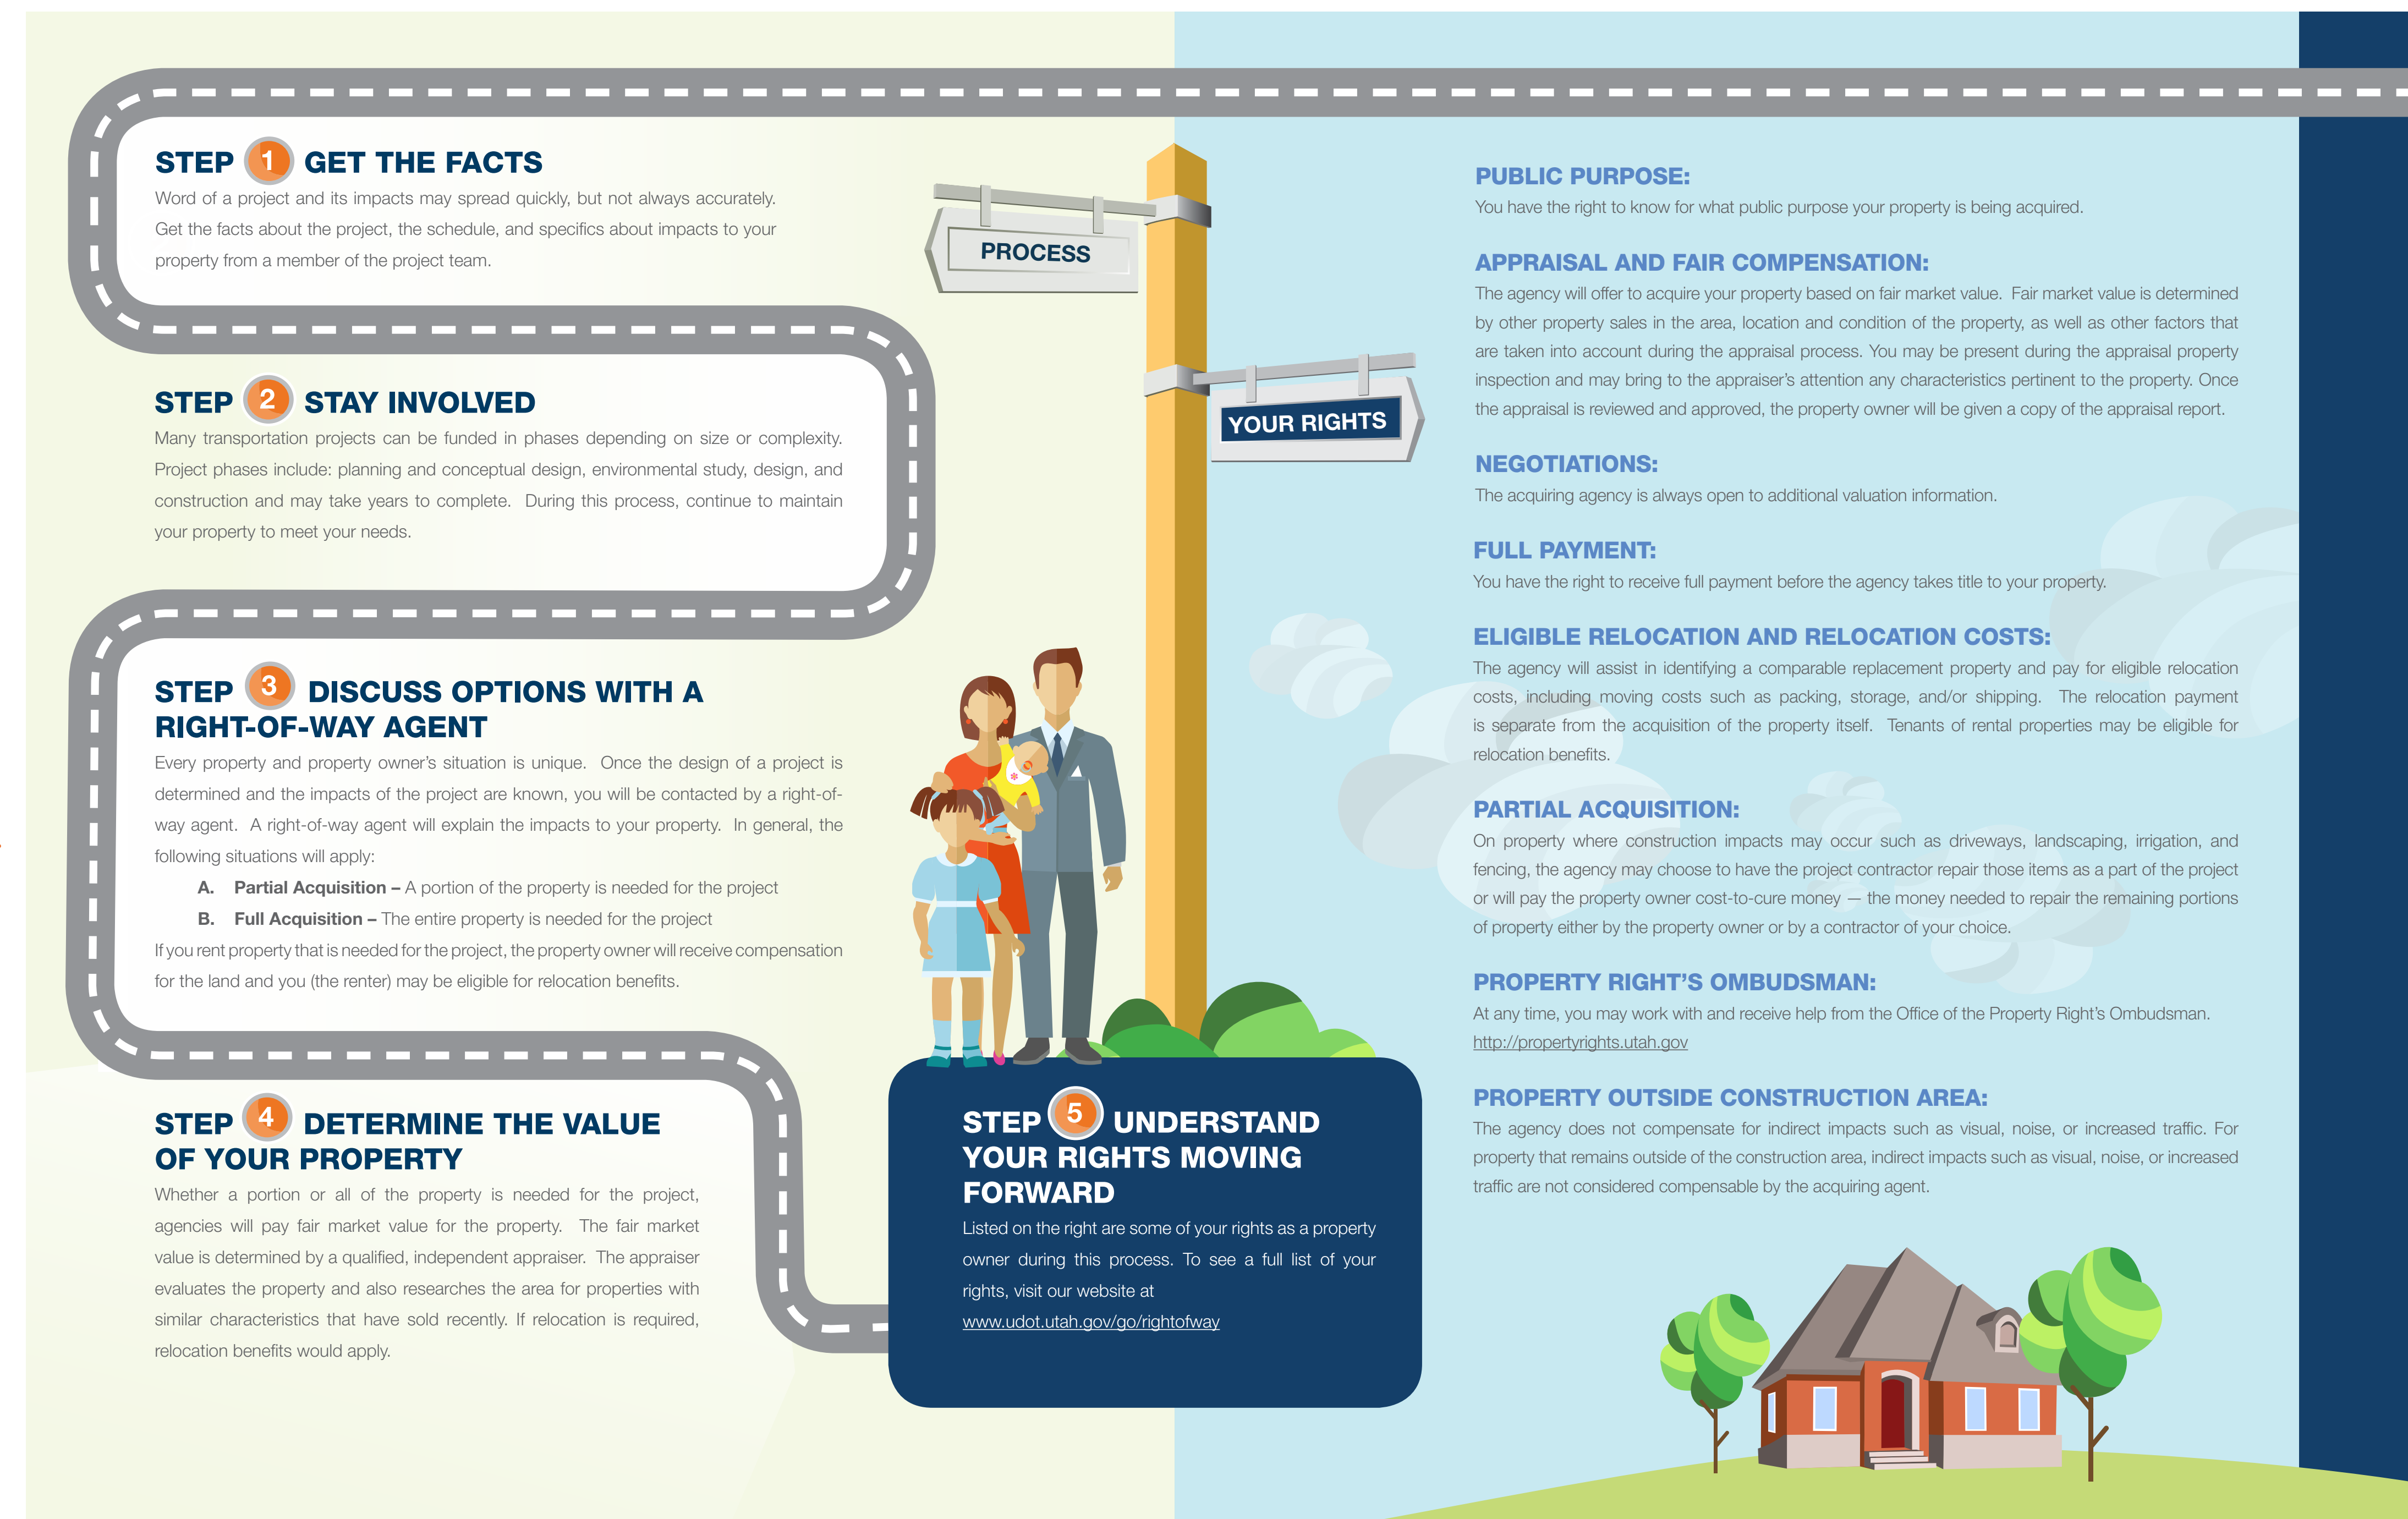 STEP 1 GET THE FACTS
Word of a project and its impacts may spread quickly, but not always accurately.
Get the facts about the project, the schedule, and specifics about impacts to your
property from a member of the project team.
STEP 2 STAY INVOLVED
Many transportation projects can be funded in phases depending on size or complexity.
Project phases include: planning and conceptual design, environmental study, design, and
construction and may take years to complete. During this process, continue to maintain
your property to meet your needs.
STEP 3 DISCUSS OPTIONS WITH A
RIGHT-OF-WAY AGENT
Every property and property owner's situation is unique. Once the design of a project is
determined and the impacts of the project are known, you will be contacted by a right-of-
way agent. A right-of-way agent will explain the impacts to your property. In general, the
following situations will apply:
A. Partial Acquisition – A portion of the property is needed for the project
B. Full Acquisition – The entire property is needed for the project
If you rent property that is needed for the project, the property owner will receive compensation
for the land and you (the renter) may be eligible for relocation benefits.
STEP 4 DETERMINE THE VALUE
OF YOUR PROPERTY
Whether a portion or all of the property is needed for the project,
agencies will pay fair market value for the property. The fair market
value is determined by a qualified, independent appraiser. The appraiser
evaluates the property and also researches the area for properties with
similar characteristics that have sold recently. If relocation is required,
relocation benefits would apply.
PROCESS
YOUR RIGHTS
STEP 5 UNDERSTAND
YOUR RIGHTS MOVING
FORWARD
Listed on the right are some of your rights as a property
owner during this process. To see a full list of your
rights, visit our website at
www.udot.utah.gov/go/rightofway
PUBLIC PURPOSE:
You have the right to know for what public purpose your property is being acquired.
APPRAISAL AND FAIR COMPENSATION:
The agency will offer to acquire your property based on fair market value. Fair market value is determined
by other property sales in the area, location and condition of the property, as well as other factors that
are taken into account during the appraisal process. You may be present during the appraisal property
inspection and may bring to the appraiser's attention any characteristics pertinent to the property. Once
the appraisal is reviewed and approved, the property owner will be given a copy of the appraisal report.
NEGOTIATIONS:
The acquiring agency is always open to additional valuation information.
FULL PAYMENT:
You have the right to receive full payment before the agency takes title to your property.
ELIGIBLE RELOCATION AND RELOCATION COSTS:
The agency will assist in identifying a comparable replacement property and pay for eligible relocation
costs, including moving costs such as packing, storage, and/or shipping. The relocation payment
is separate from the acquisition of the property itself. Tenants of rental properties may be eligible for
relocation benefits.
PARTIAL ACQUISITION:
On property where construction impacts may occur such as driveways, landscaping, irrigation, and
fencing, the agency may choose to have the project contractor repair those items as a part of the project
or will pay the property owner cost-to-cure money — the money needed to repair the remaining portions
of property either by the property owner or by a contractor of your choice.
PROPERTY RIGHT'S OMBUDSMAN:
At any time, you may work with and receive help from the Office of the Property Right's Ombudsman.
http://propertyrights.utah.gov
PROPERTY OUTSIDE CONSTRUCTION AREA:
The agency does not compensate for indirect impacts such as visual, noise, or increased traffic. For
property that remains outside of the construction area, indirect impacts such as visual, noise, or increased
traffic are not considered compensable by the acquiring agent.